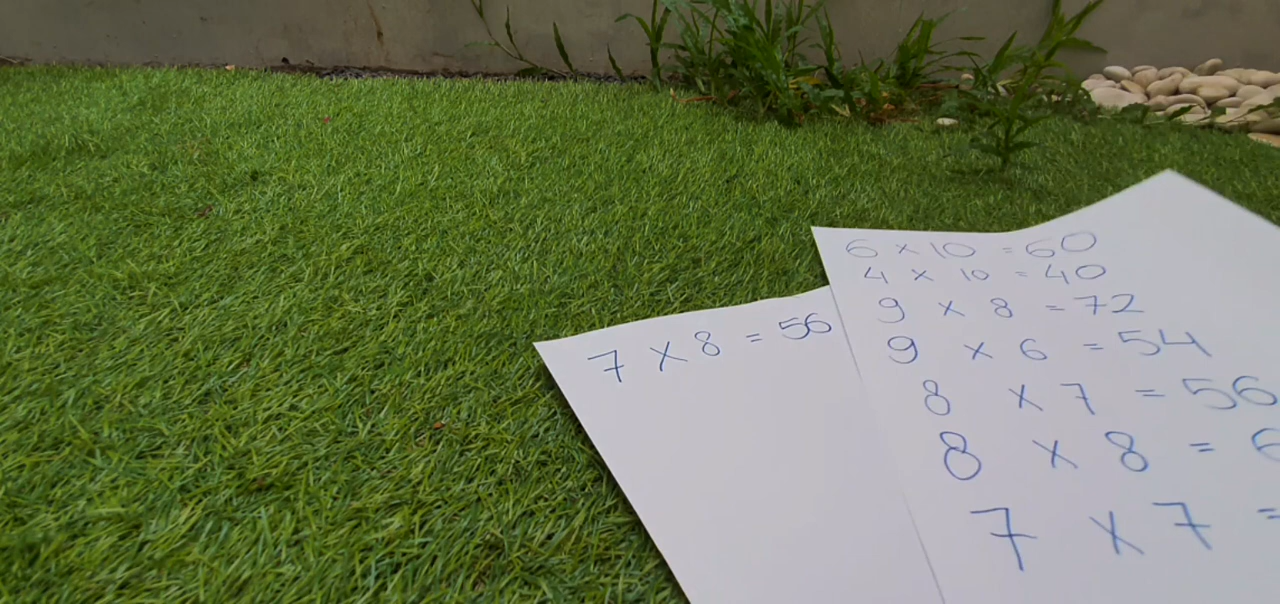 7 x 8 = 56
6 x 10 = 60
4 x 10 = 40
9 x 8 = 72
9 x 6 = 54
8 x 7 = 56
8 x 8 = 6
7 x 7 =